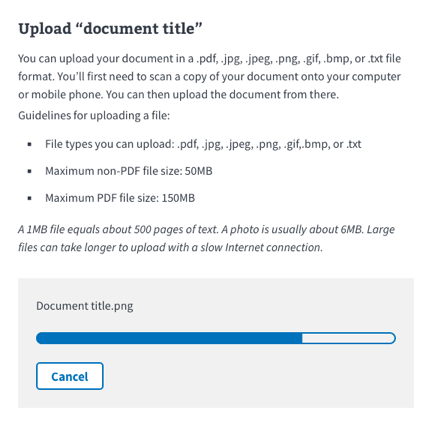 Upload “document title”
You can upload your document in a .pdf, .jpg, .jpeg, .png, .gif, .bmp, or .txt file
format. You’ll first need to scan a copy of your document onto your computer
or mobile phone. You can then upload the document from there.
Guidelines for uploading a file:
▪ File types you can upload: .pdf, .jpg, .jpeg, .png, .gif,.bmp, or .txt
▪ Maximum non-PDF file size: 50MB
▪ Maximum PDF file size: 150MB
A 1MB file equals about 500 pages of text. A photo is usually about 6MB. Large
files can take longer to upload with a slow Internet connection.
Document title.png
Cancel